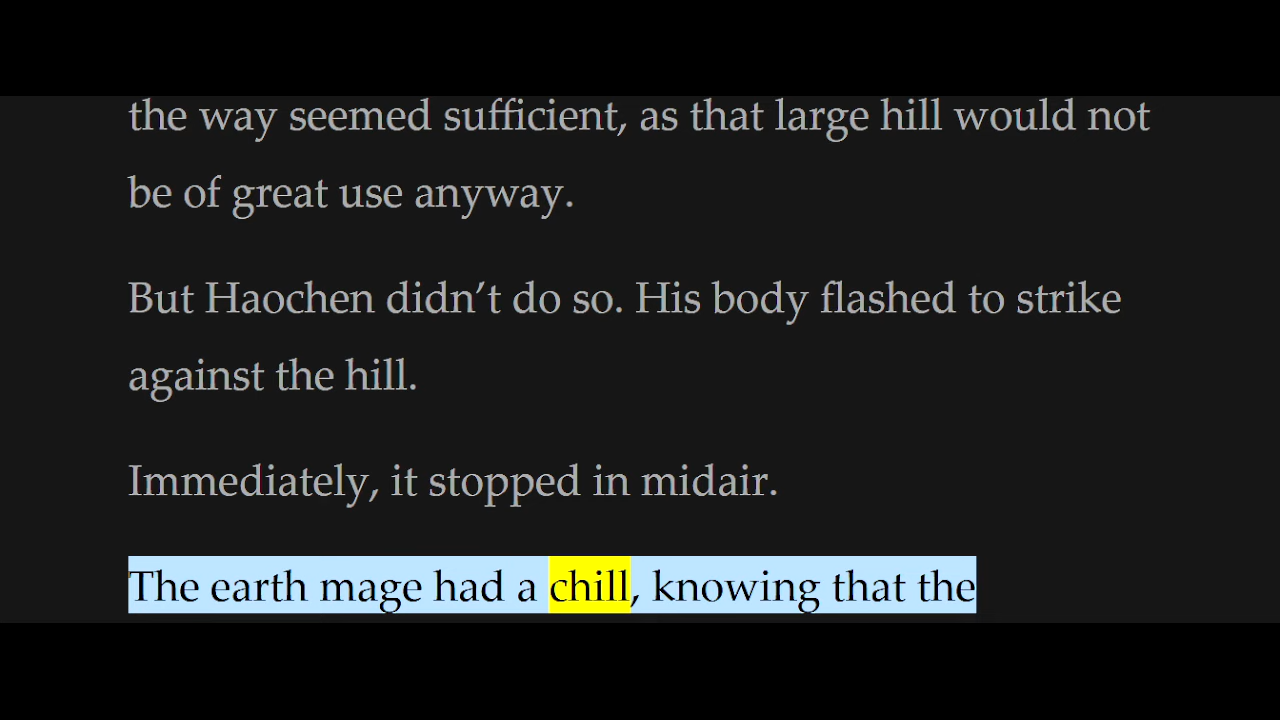 the way seemed sufficient, as that large hill would not
be of great use anyway.
But Haochen didn’t do so. His body flashed to strike
against the hill.
Immediately, it stopped in midair.
The earth mage had a chill, knowing that the